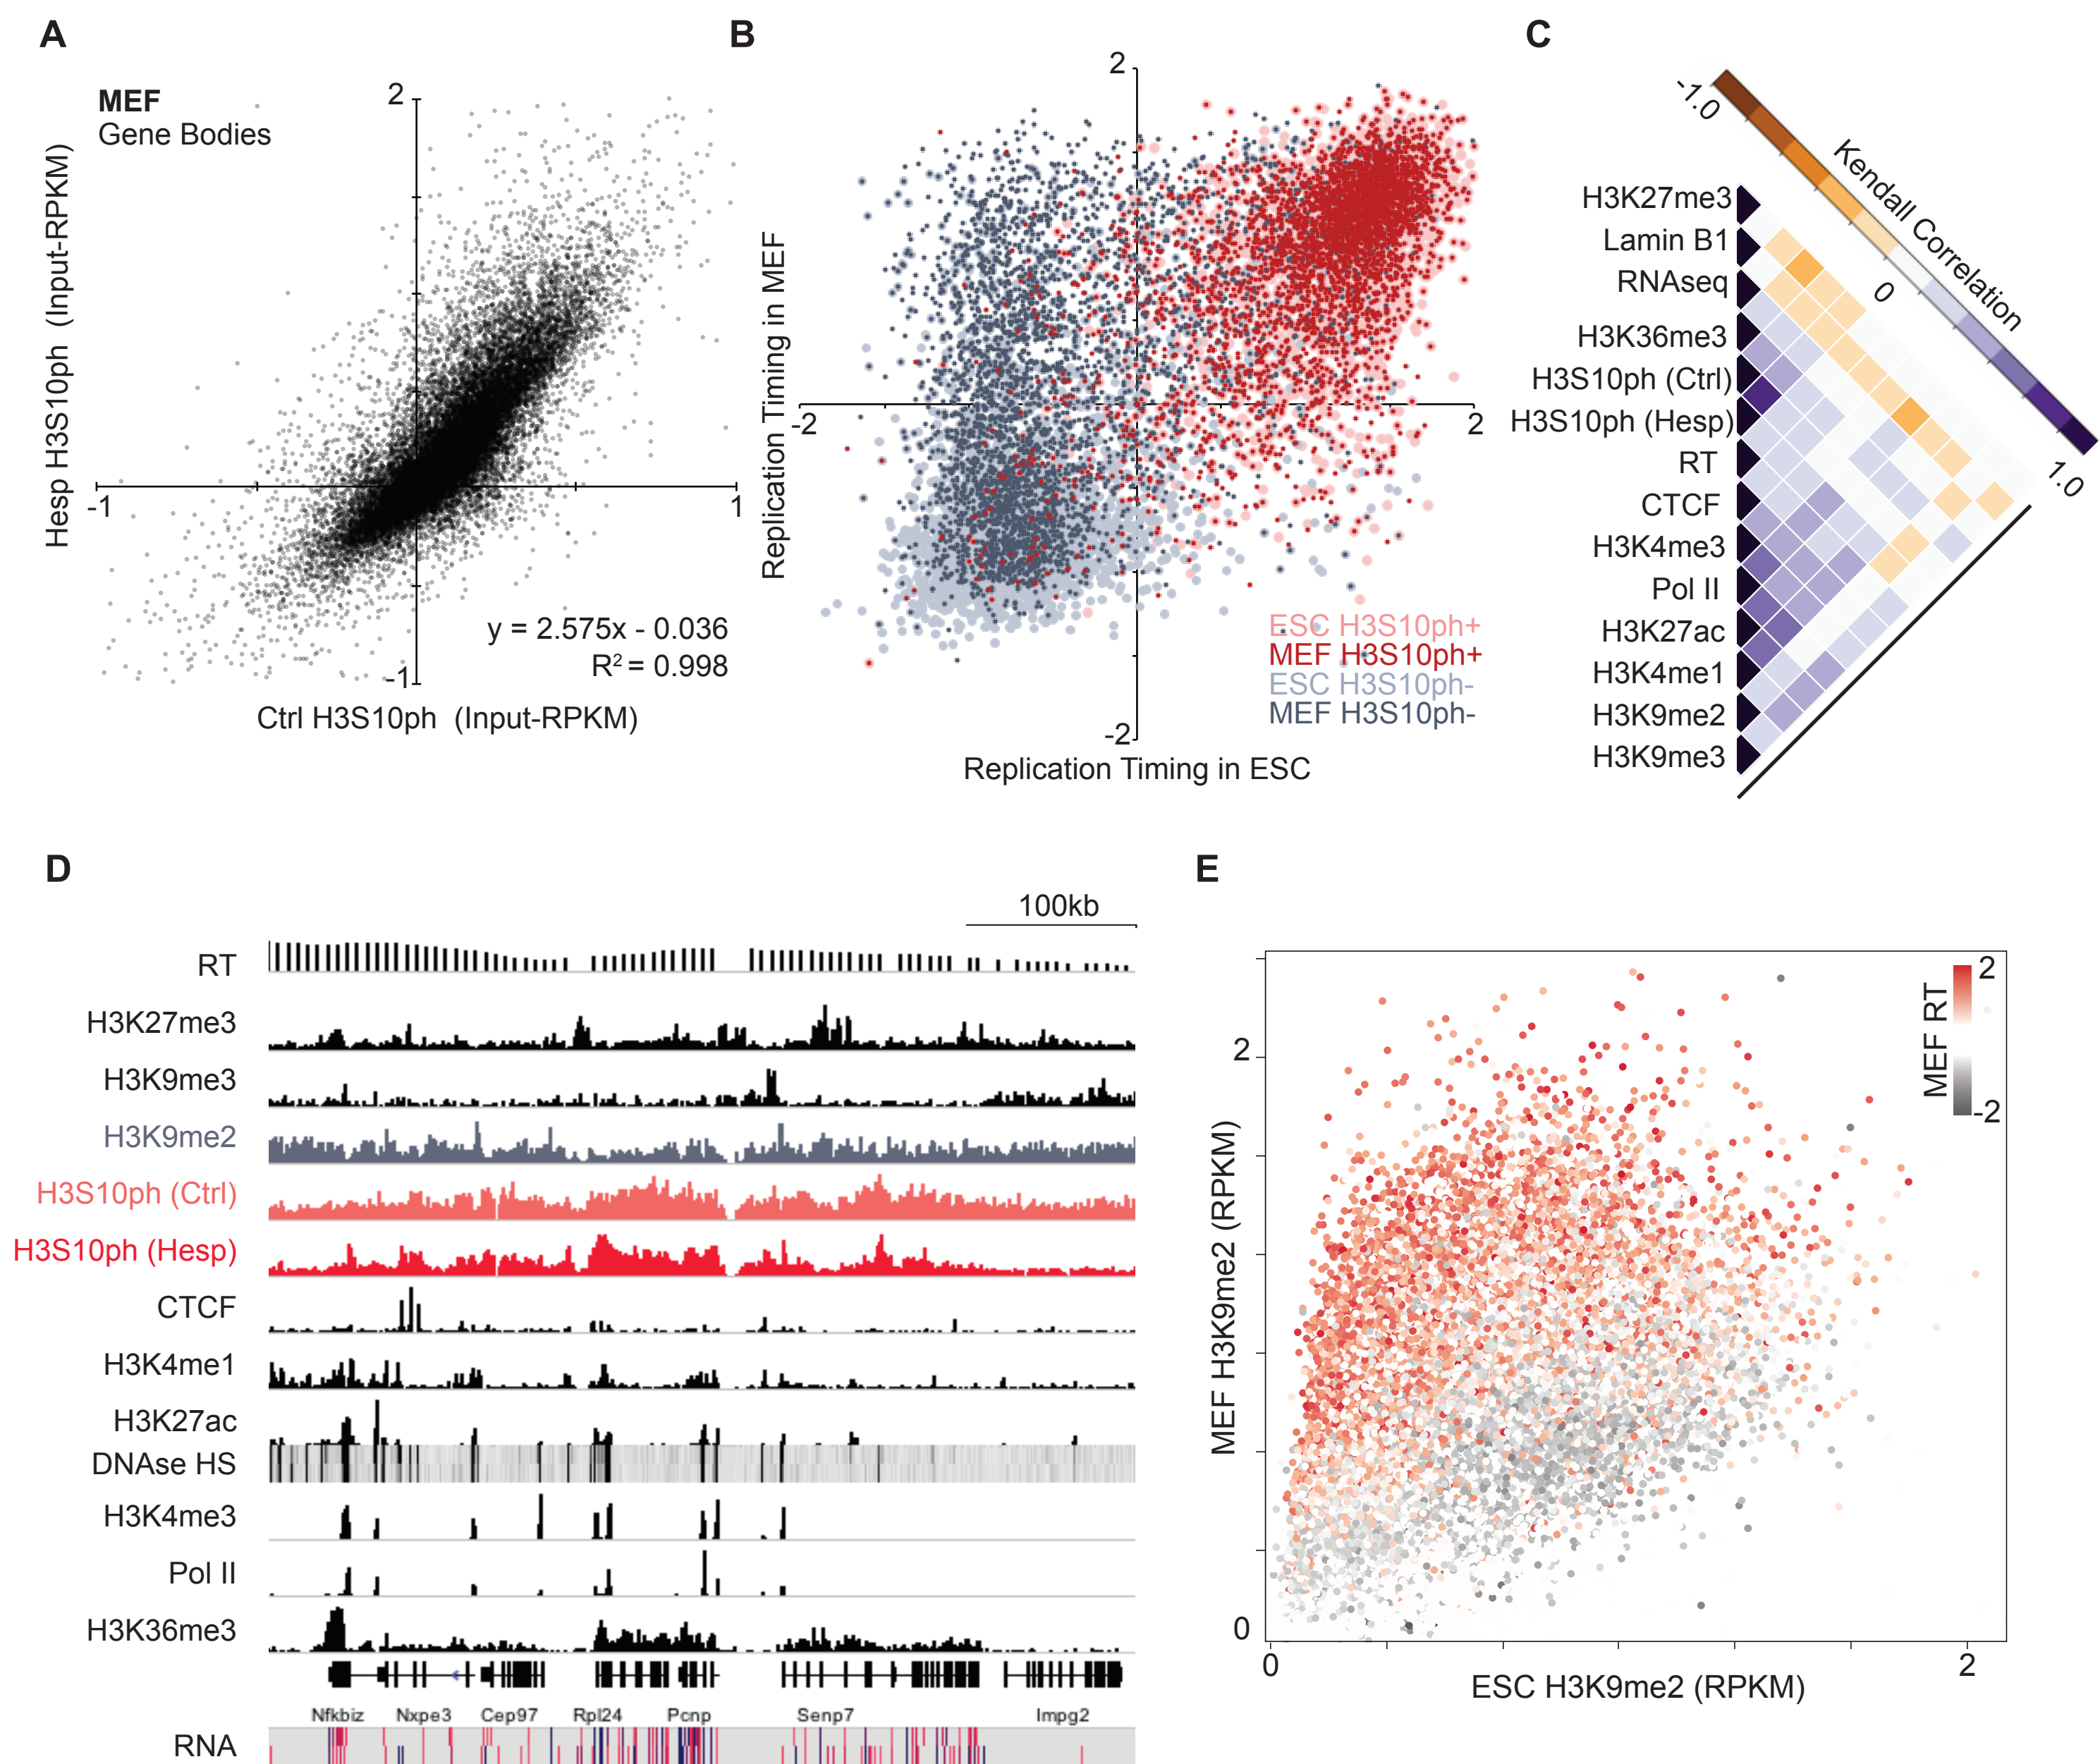 A
MEF
Gene Bodies
2
Hesp H3S10ph (Input-RPKM)
-1
1
y = 2.575x - 0.036
R2 = 0.998
-1
Ctrl H3S10ph (Input-RPKM)
B
2
Replication Timing in MEF
-2
2
ESC H3S10ph+
MEF H3S10ph+
ESC H3S10ph-
MEF H3S10ph-
-2
Replication Timing in ESC
C
-1.0
Kendall Correlation
0
1.0
H3K27me3
Lamin B1
RNAseq
H3K36me3
H3S10ph (Ctrl)
H3S10ph (Hesp)
RT
CTCF
H3K4me3
Pol II
H3K27ac
H3K4me1
H3K9me2
H3K9me3
D
100kb
RT
H3K27me3
H3K9me3
H3K9me2
H3S10ph (Ctrl)
H3S10ph (Hesp)
CTCF
H3K4me1
H3K27ac
DNAse HS
H3K4me3
Pol II
H3K36me3
Nfkbiz Nxpe3 Cep97 Rpl24 Pcnp Senp7 Impg2
RNA
E
MEF RT
2
-2
2
MEF H3K9me2 (RPKM)
0
0
2
ESC H3K9me2 (RPKM)